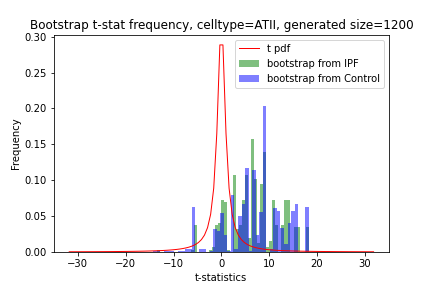 Bootstrap t-stat frequency, celltype=ATII, generated size=1200
t pdf
bootstrap from IPF
bootstrap from Control
Frequency
0.30
0.25
0.20
0.15
0.10
0.05
0.00
−30
−20
−10
0
10
20
30
t-statistics